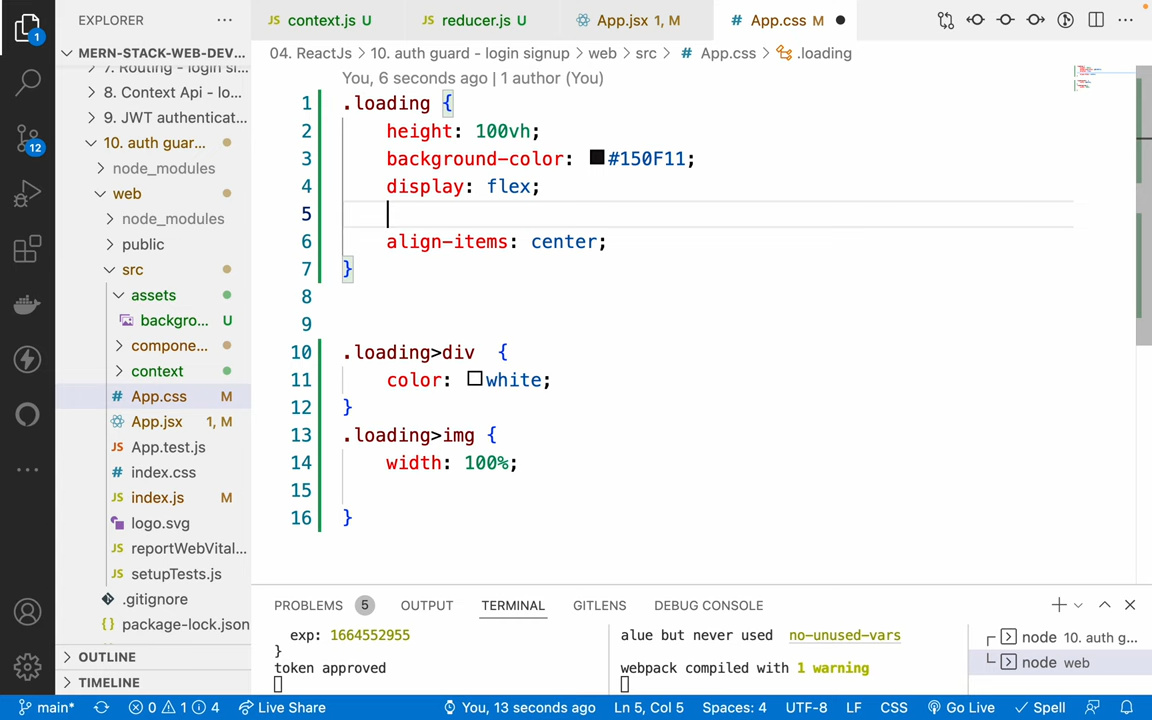 EXPLORER
MERN-STACK-WEB-DEV...
8. Context Api - lo...
9. JWT authenticat...
10. auth guar...
node_modules
web
node_modules
public
src
assets
backgro... U
compone...
context
App.css M
App.jsx 1, M
App.test.js
index.css
index.js M
logo.svg
reportWebVital...
setupTests.js
.gitignore
package-lock.json
OUTLINE
TIMELINE
1
12
context.js U
reducer.js U
App.jsx 1, M
App.css M
04. ReactJs > 10. auth guard - login signup > web > src > # App.css > .loading
You, 6 seconds ago | 1 author (You)
1 .loading {
2 height: 100vh;
3 background-color: #150F11;
4 display: flex;
5
6 align-items: center;
7 }
8
9
10 .loading>div {
11 color: white;
12 }
13 .loading>img {
14 width: 100%;
15
16 }
PROBLEMS 5 OUTPUT TERMINAL GITLENS DEBUG CONSOLE
exp: 1664552955
}
token approved
alue but never used no-unused-vars
webpack compiled with 1 warning
node 10. auth g...
node web
main* 0 1 4 Live Share You, 13 seconds ago Ln 5, Col 5 Spaces: 4 UTF-8 LF CSS Go Live Spell